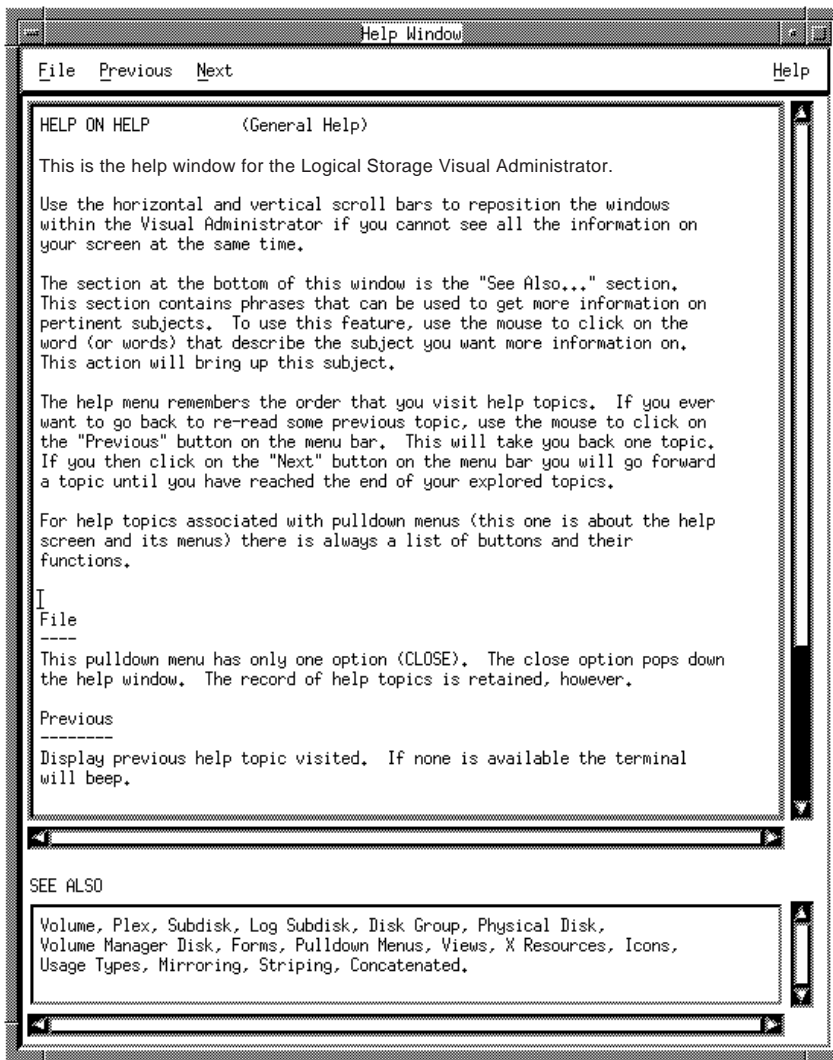 Help Window
File Previous Next Help
HELP ON HELP (General Help)
This is the help window for the Logical Storage Visual Administrator.
Use the horizontal and vertical scroll bars to reposition the windows
within the Visual Administrator if you cannot see all the information on
your screen at the same time.
The section at the bottom of this window is the "See Also..." section.
This section contains phrases that can be used to get more information on
pertinent subjects. To use this feature, use the mouse to click on the
word (or words) that describe the subject you want more information on.
This action will bring up this subject.
The help menu remembers the order that you visit help topics. If you ever
want to go back to re-read some previous topic, use the mouse to click on
the "Previous" button on the menu bar. This will take you back one topic.
If you then click on the "Next" button on the menu bar you will go forward
a topic until you have reached the end of your explored topics.
For help topics associated with pulldown menus (this one is about the help
screen and its menus) there is always a list of buttons and their
functions.
File
----
This pulldown menu has only one option (CLOSE). The close option pops down
the help window. The record of help topics is retained, however.
Previous
--------
Display previous help topic visited. If none is available the terminal
will beep.
SEE ALSO
Volume, Plex, Subdisk, Log Subdisk, Disk Group, Physical Disk,
Volume Manager Disk, Forms, Pulldown Menus, Views, X Resources, Icons,
Usage Types, Mirroring, Striping, Concatenated.